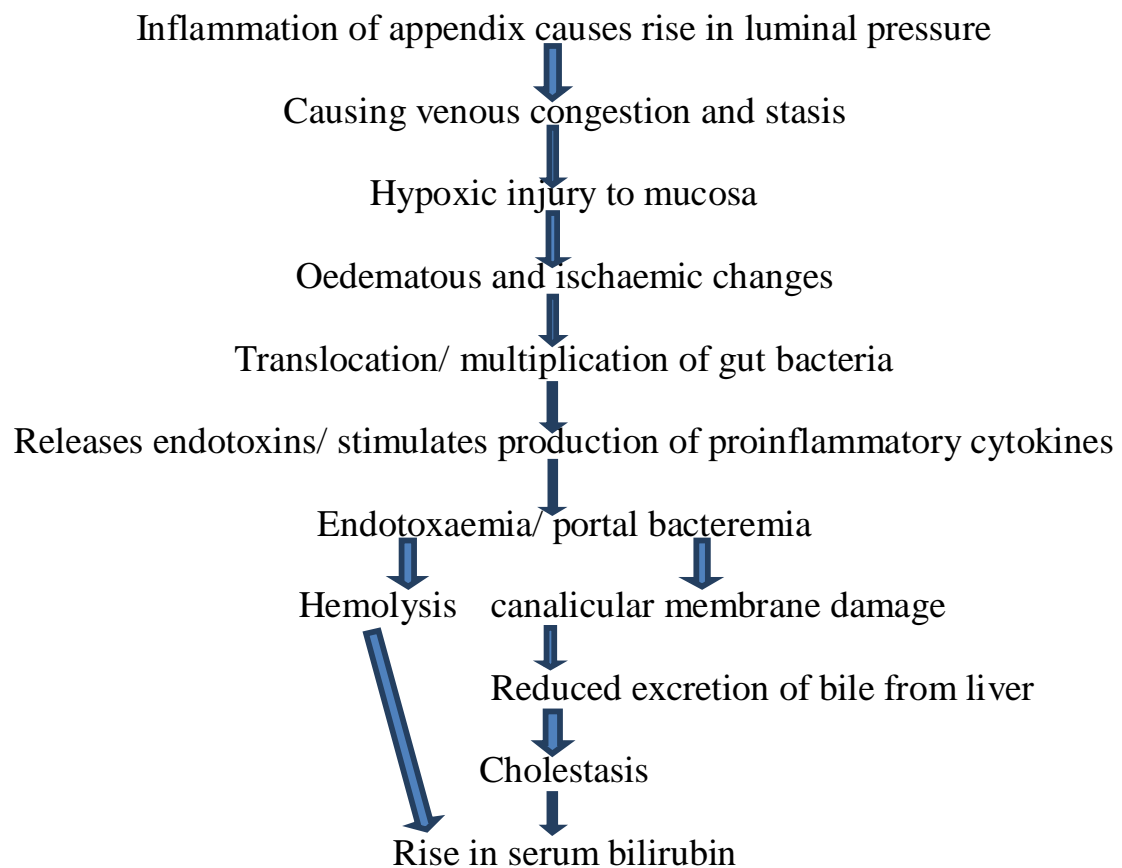 Inflammation of appendix causes rise in luminal pressure
Causing venous congestion and stasis
Hypoxic injury to mucosa
Oedematous and ischaemic changes
Translocation/ multiplication of gut bacteria
Releases endotoxins/ stimulates production of proinflammatory cytokines
Endotoxaemia/ portal bacteremia
Hemolysis canalicular membrane damage
Reduced excretion of bile from liver
Cholestasis
Rise in serum bilirubin